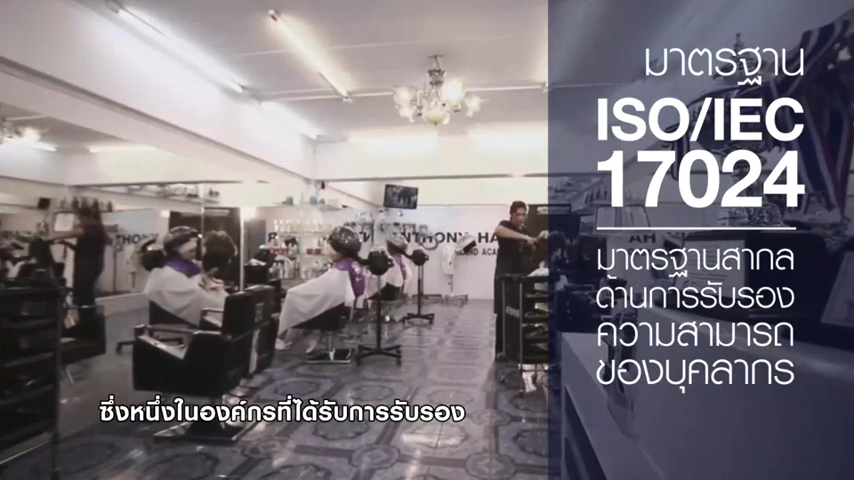 มาตรฐาน
ISO/IEC
17024
มาตรฐานสากล
ด้านการรับรอง
ความสามารถ
ของบุคลากร
ANTHONY HA
ซึ่งหนึ่งในองค์กรที่ได้รับการรับรอง